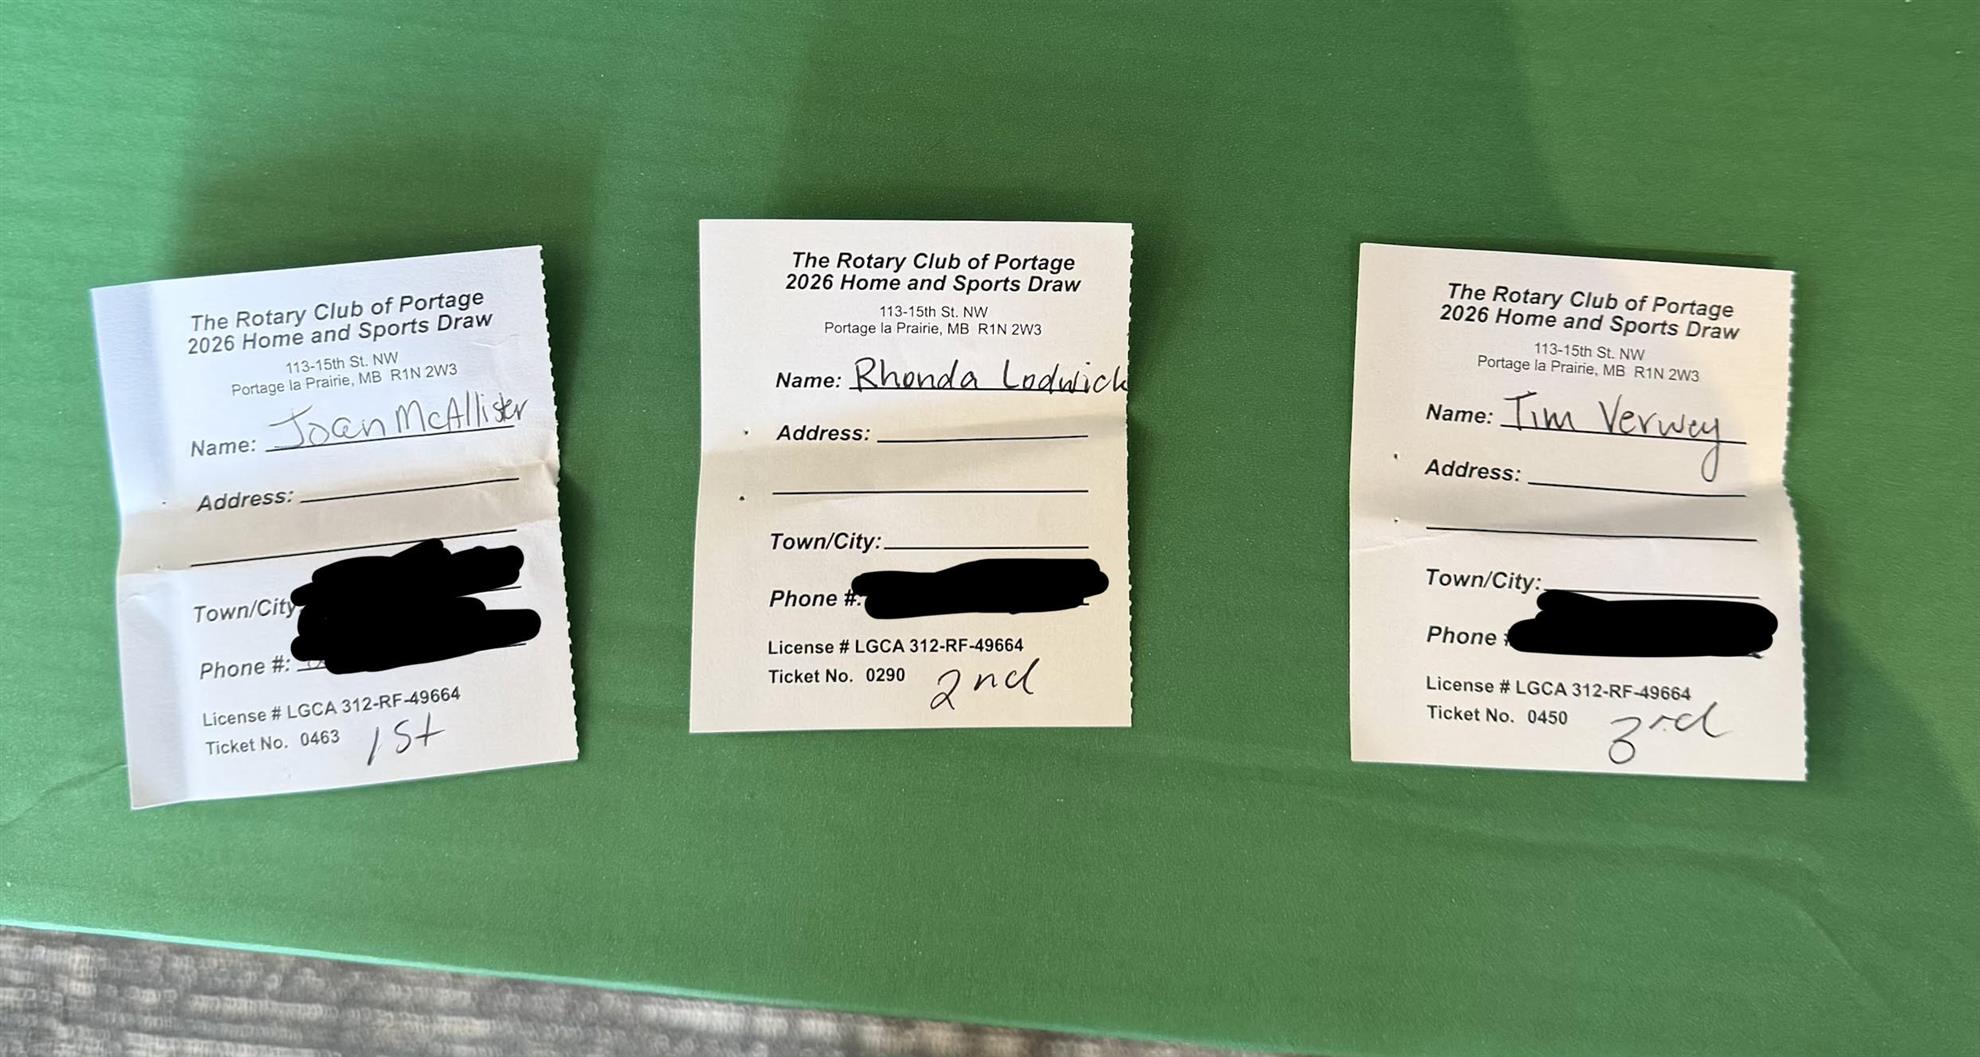 The Rotary Club of Portage
2026 Home and Sports Draw
113-15th St. NW
Portage la Prairie, MB R1N 2W3
Name: Joan McAllister
Address:
Town/City
Phone #:
License # LGCA 312-RF-49664
Ticket No. 0463 1st
The Rotary Club of Portage
2026 Home and Sports Draw
113-15th St. NW
Portage la Prairie, MB R1N 2W3
Name: Rhonda Lodwick
Address:
Town/City:
Phone #:
License # LGCA 312-RF-49664
Ticket No. 0290 2nd
The Rotary Club of Portage
2026 Home and Sports Draw
113-15th St. NW
Portage la Prairie, MB R1N 2W3
Name: Tim Verwey
Address:
Town/City:
Phone
License # LGCA 312-RF-49664
Ticket No. 0450 3rd